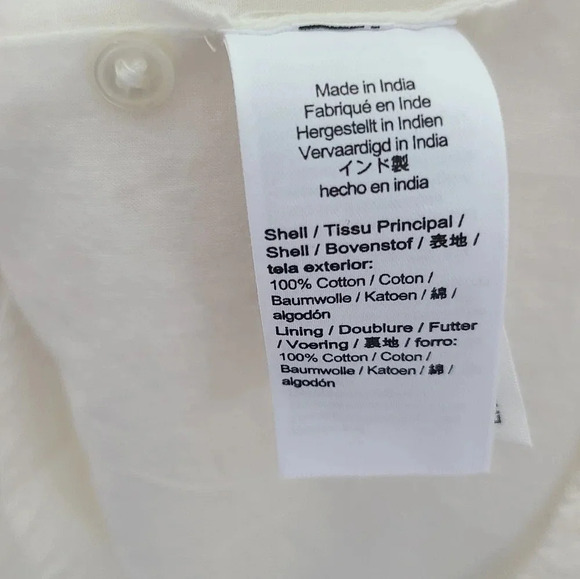 Made in India
Fabriqué en Inde
Hergestellt in Indien
Vervaardigd in India
インド製
hecho en india
Shell / Tissu Principal /
Shell / Bovenstof / 表地 /
tela exterior:
100% Cotton / Coton /
Baumwolle / Katoen / 綿 /
algodón
Lining / Doublure / Futter
/ Voering / 裏地 / forro:
100% Cotton / Coton /
Baumwolle / Katoen / 綿 /
algodón